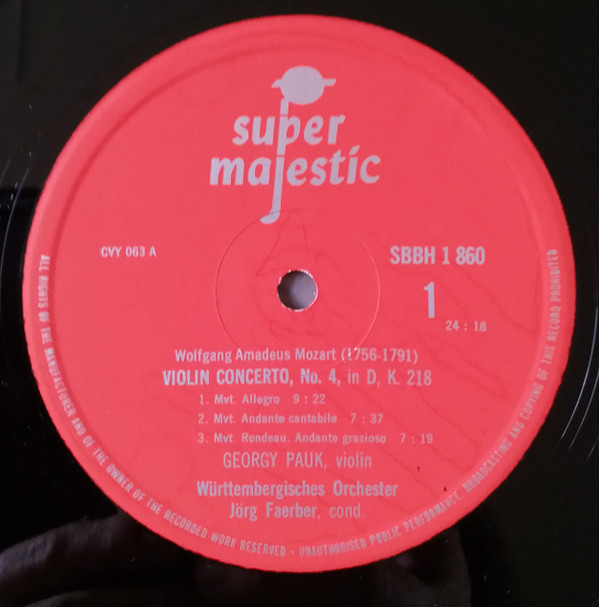 super
majestic
CVY 063 A
SBBH 1 860
1
24 : 18
Wolfgang Amadeus Mozart (1756-1791)
VIOLIN CONCERTO, No. 4, in D, K. 218
1. Mvt. Allegro 9 : 22
2. Mvt. Andante cantabile 7 : 37
3. Mvt. Rondeau. Andante grazioso 7 : 19
GEORGY PAUK, violin
Württembergisches Orchester
Jörg Faerber, cond.
ALL RIGHTS OF THE MANUFACTURER AND OF THE OWNER OF THE RECORDED WORK RESERVED - UNAUTHORISED PUBLIC PERFORMANCE, BROADCASTING AND COPYING OF THIS RECORD PROHIBITED